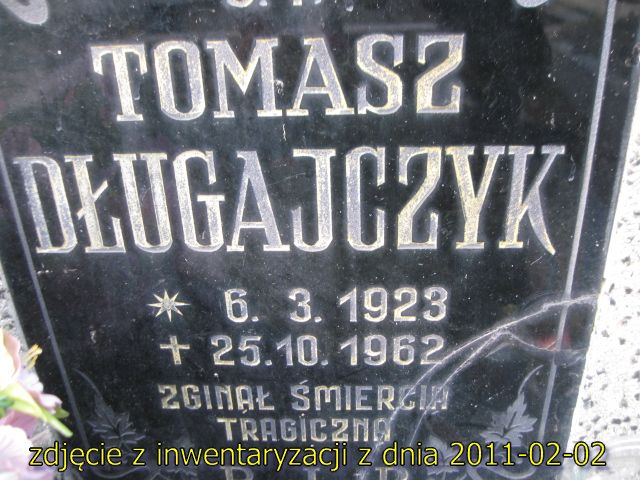 Ś. P.
TOMASZ
DŁUGAJCZYK
* 6. 3. 1923
✝ 25.10. 1962
ZGINĄŁ ŚMIERCIĄ
TRAGICZNĄ
zdjęcie z inwentaryzacji z dnia 2011-02-02